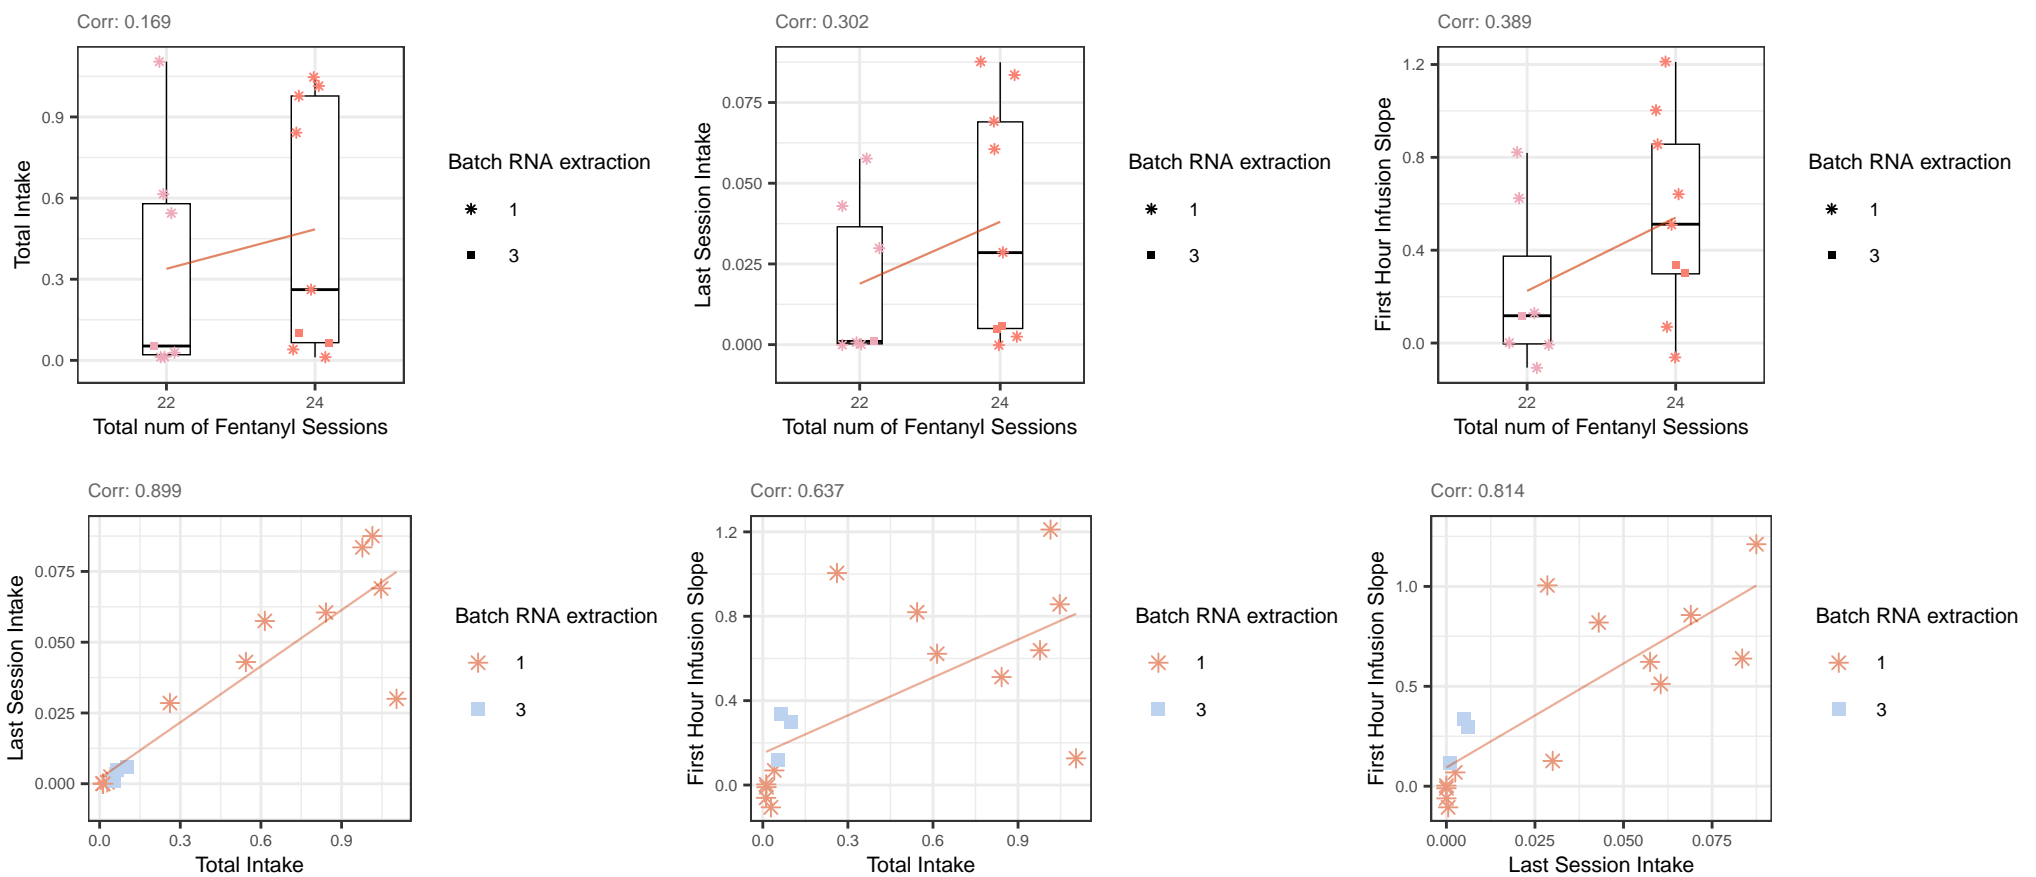 Corr: 0.169
Total Intake
0.9
0.6
0.3
0.0
22
24
Total num of Fentanyl Sessions
Batch RNA extraction
1
3
Corr: 0.302
Last Session Intake
0.075
0.050
0.025
0.000
22
24
Total num of Fentanyl Sessions
Batch RNA extraction
1
3
Corr: 0.389
First Hour Infusion Slope
1.2
0.8
0.4
0.0
22
24
Total num of Fentanyl Sessions
Batch RNA extraction
1
3
Corr: 0.899
Last Session Intake
0.075
0.050
0.025
0.000
0.0
0.3
0.6
0.9
Total Intake
Batch RNA extraction
1
3
Corr: 0.637
First Hour Infusion Slope
1.2
0.8
0.4
0.0
0.0
0.3
0.6
0.9
Total Intake
Batch RNA extraction
1
3
Corr: 0.814
First Hour Infusion Slope
1.0
0.5
0.0
0.000
0.025
0.050
0.075
Last Session Intake
Batch RNA extraction
1
3